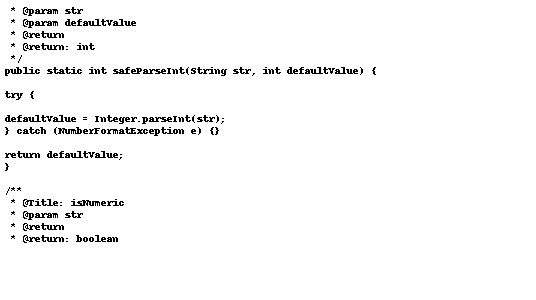 * @param str
* @param defaultValue
* @return
* @return: int
*/
public static int safeParseInt(String str, int defaultValue) {
try {
defaultValue = Integer.parseInt(str);
} catch (NumberFormatException e) {}
return defaultValue;
}
/**
* @Title: isNumeric
* @param str
* @return
* @return: boolean